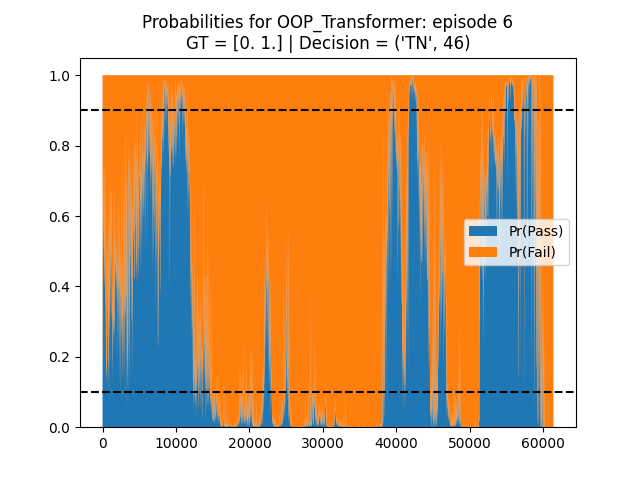 Probabilities for OOP_Transformer: episode 6
GT = [0. 1.] | Decision = ('TN', 46)
1.0
0.8
0.6
0.4
0.2
0.0
Pr(Pass)
Pr(Fail)
0 10000 20000 30000 40000 50000 60000